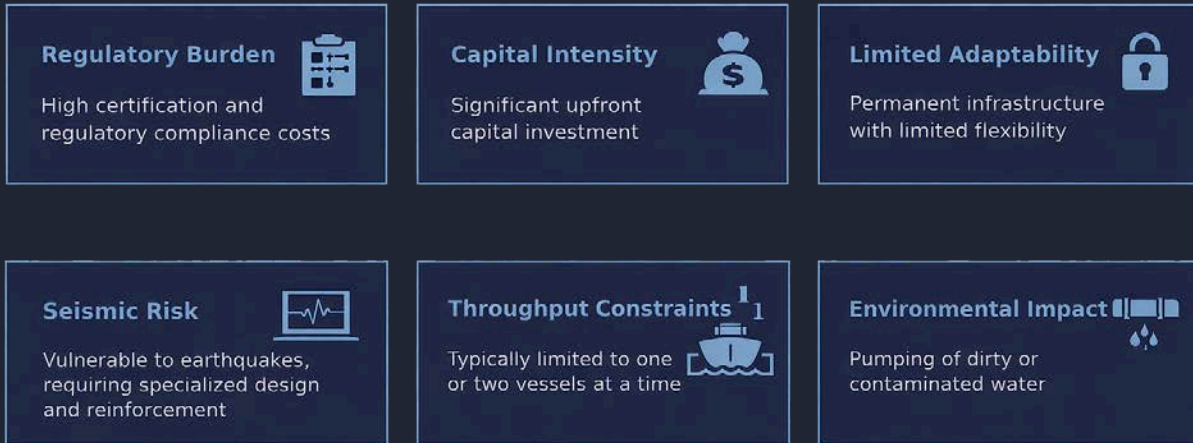 Regulatory Burden
High certification and
regulatory compliance costs
Capital Intensity
$
Significant upfront
capital investment
Limited Adaptability
Permanent infrastructure
with limited flexibility
Seismic Risk
Vulnerable to earthquakes,
requiring specialized design
and reinforcement
Throughput Constraints
1
1
Typically limited to one
or two vessels at a time
Environmental Impact
Pumping of dirty or
contaminated water